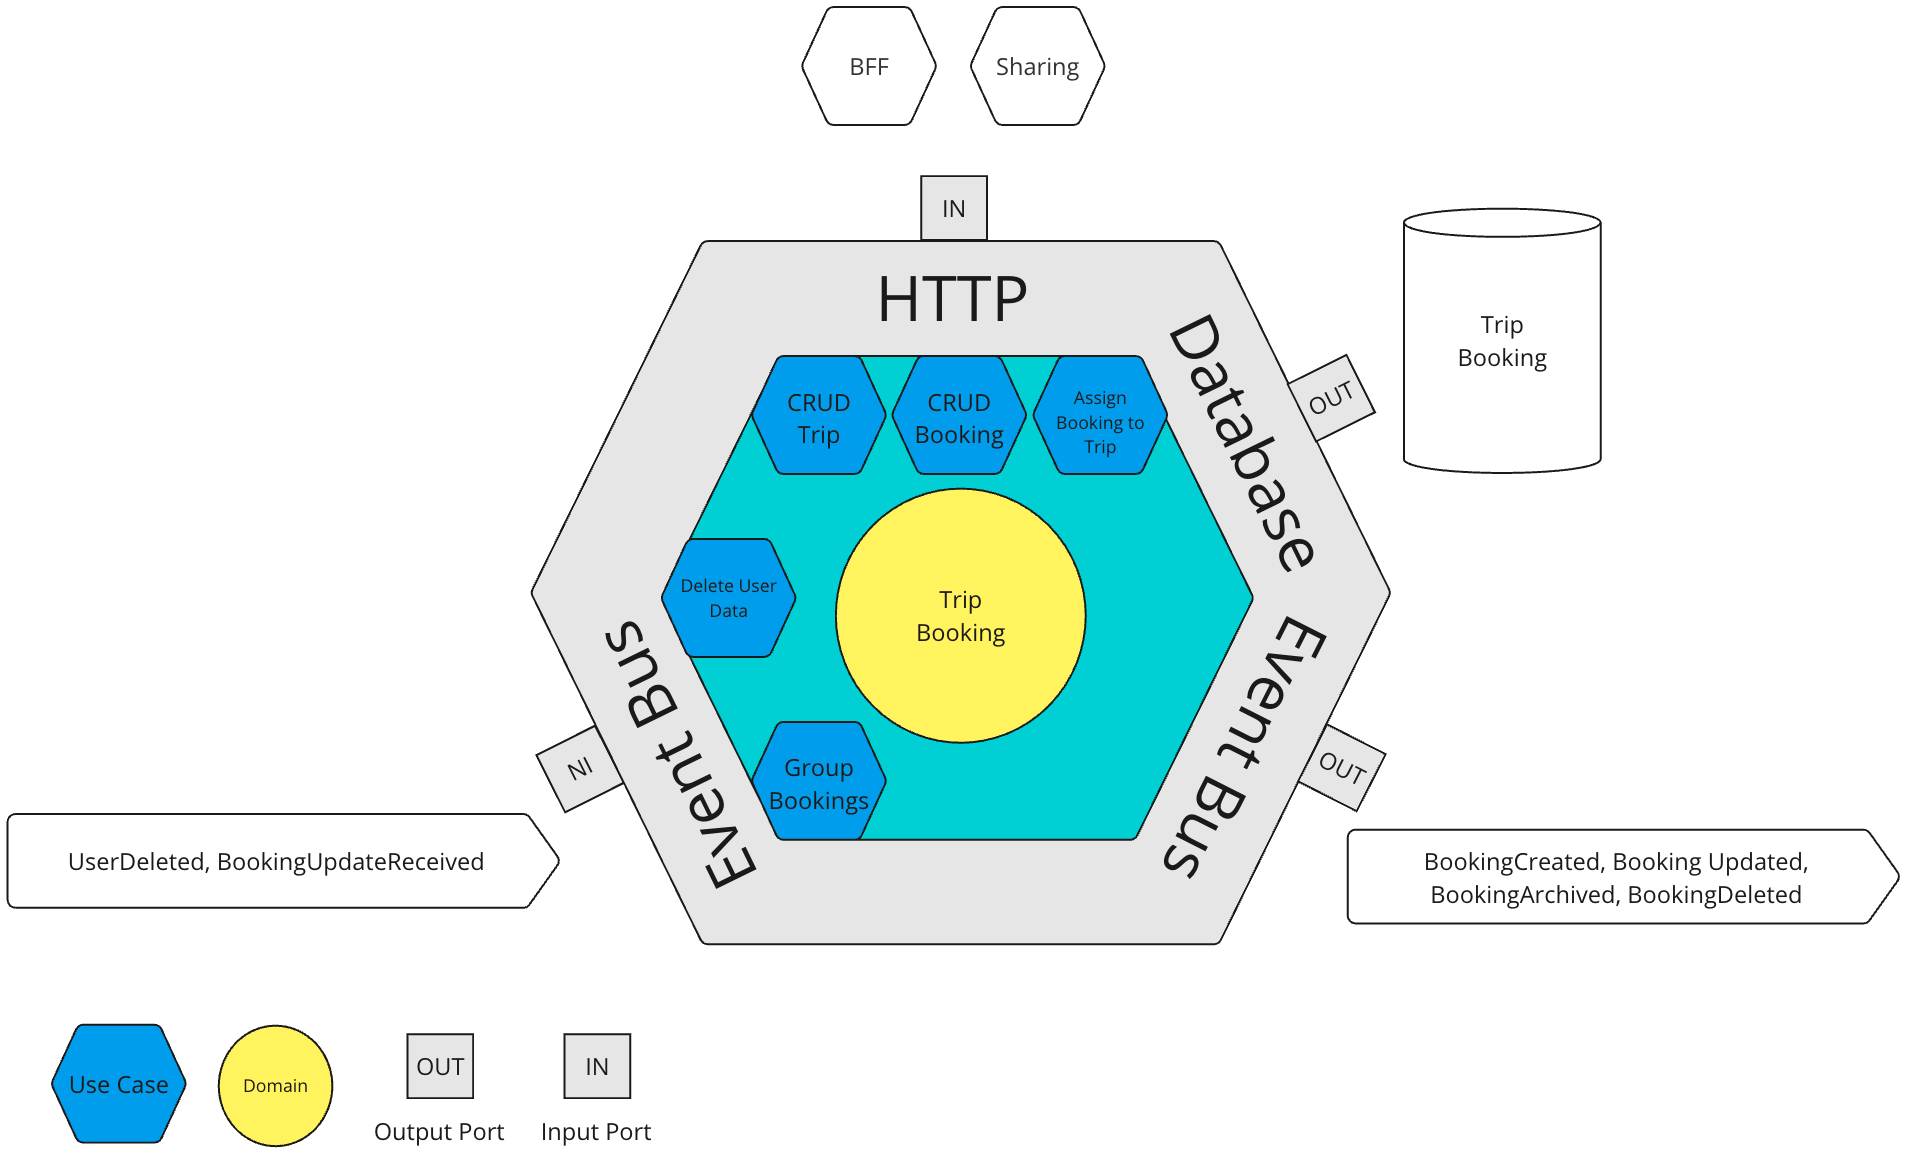 BFF
Sharing
IN
HTTP
Database
OUT
Trip
Booking
CRUD
Trip
CRUD
Booking
Assign
Booking to
Trip
Delete User
Data
Trip
Booking
Group
Bookings
Event Bus
IN
Event Bus
OUT
UserDeleted, BookingUpdateReceived
BookingCreated, Booking Updated,
BookingArchived, BookingDeleted
Use Case
Domain
OUT
Output Port
IN
Input Port